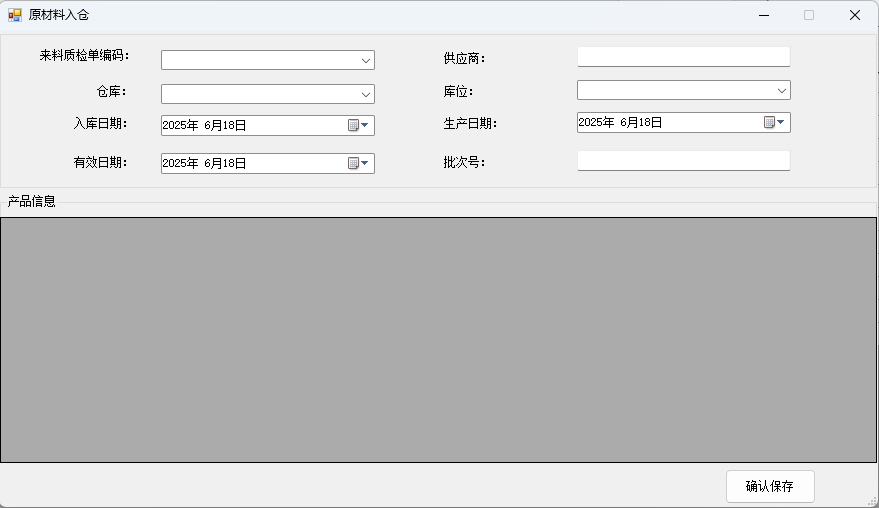 原材料入仓
来料质检单编码： 供应商：
仓库： 库位：
入库日期： 2025年 6月18日 生产日期： 2025年 6月18日
有效日期： 2025年 6月18日 批次号：
产品信息
确认保存